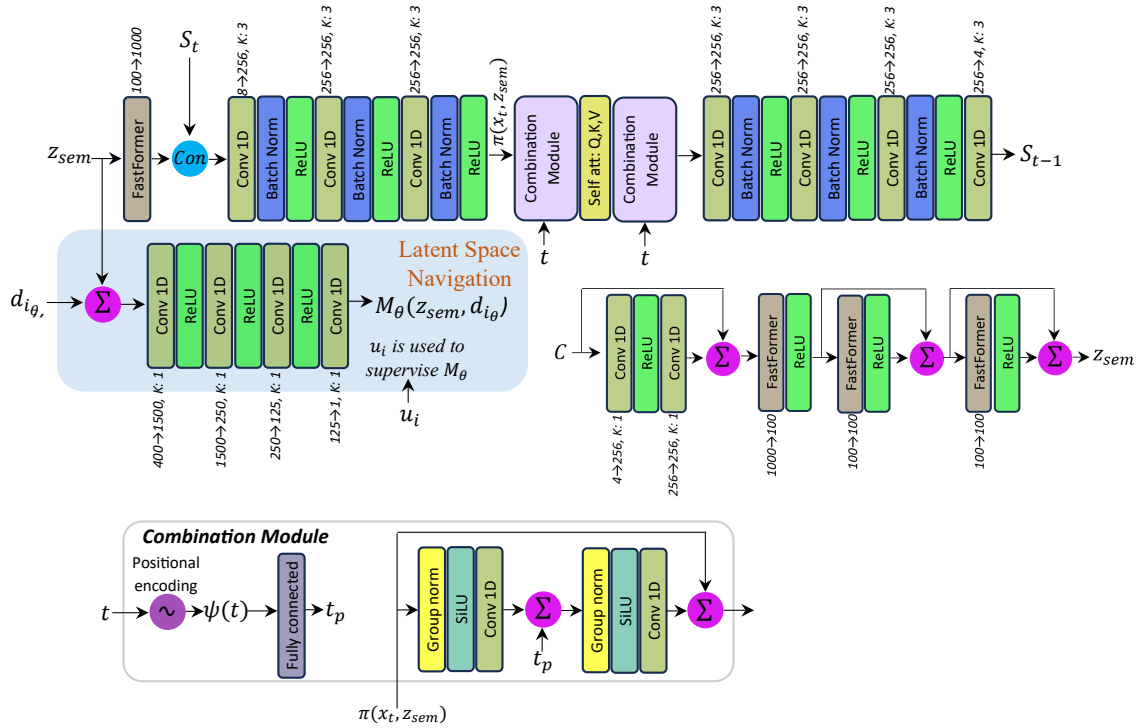 100→1000
S_t
8→256, K: 3
256→256, K: 3
256→256, K: 3
256→256, K: 3
256→256, K: 3
256→256, K: 3
256→4, K: 3
z_sem
FastFormer
Con
Conv 1D
Batch Norm
ReLU
Conv 1D
Batch Norm
ReLU
Conv 1D
Batch Norm
ReLU
π(x_t, z_sem)
Combination
Module
Self att: Q,K,V
Combination
Module
t
t
Conv 1D
Batch Norm
ReLU
Conv 1D
Batch Norm
ReLU
Conv 1D
Batch Norm
ReLU
Conv 1D
S_{t−1}
Latent Space
Navigation
d_{i_θ,}
Σ
Conv 1D
ReLU
Conv 1D
ReLU
Conv 1D
ReLU
Conv 1D
M_θ(z_sem, d_{i_θ})
u_i is used to
supervise M_θ
u_i
400→1500, K: 1
1500→250, K: 1
250→125, K: 1
125→1, K: 1
C
Conv 1D
ReLU
Conv 1D
Σ
FastFormer
ReLU
FastFormer
ReLU
Σ
FastFormer
ReLU
Σ
z_sem
4→256, K: 1
256→256, K: 1
1000→100
100→100
100→100
Combination Module
Positional
encoding
t
~
ψ(t)
Fully connected
t_p
Group norm
SiLU
Conv 1D
Σ
t_p
Group norm
SiLU
Conv 1D
Σ
π(x_t, z_sem)